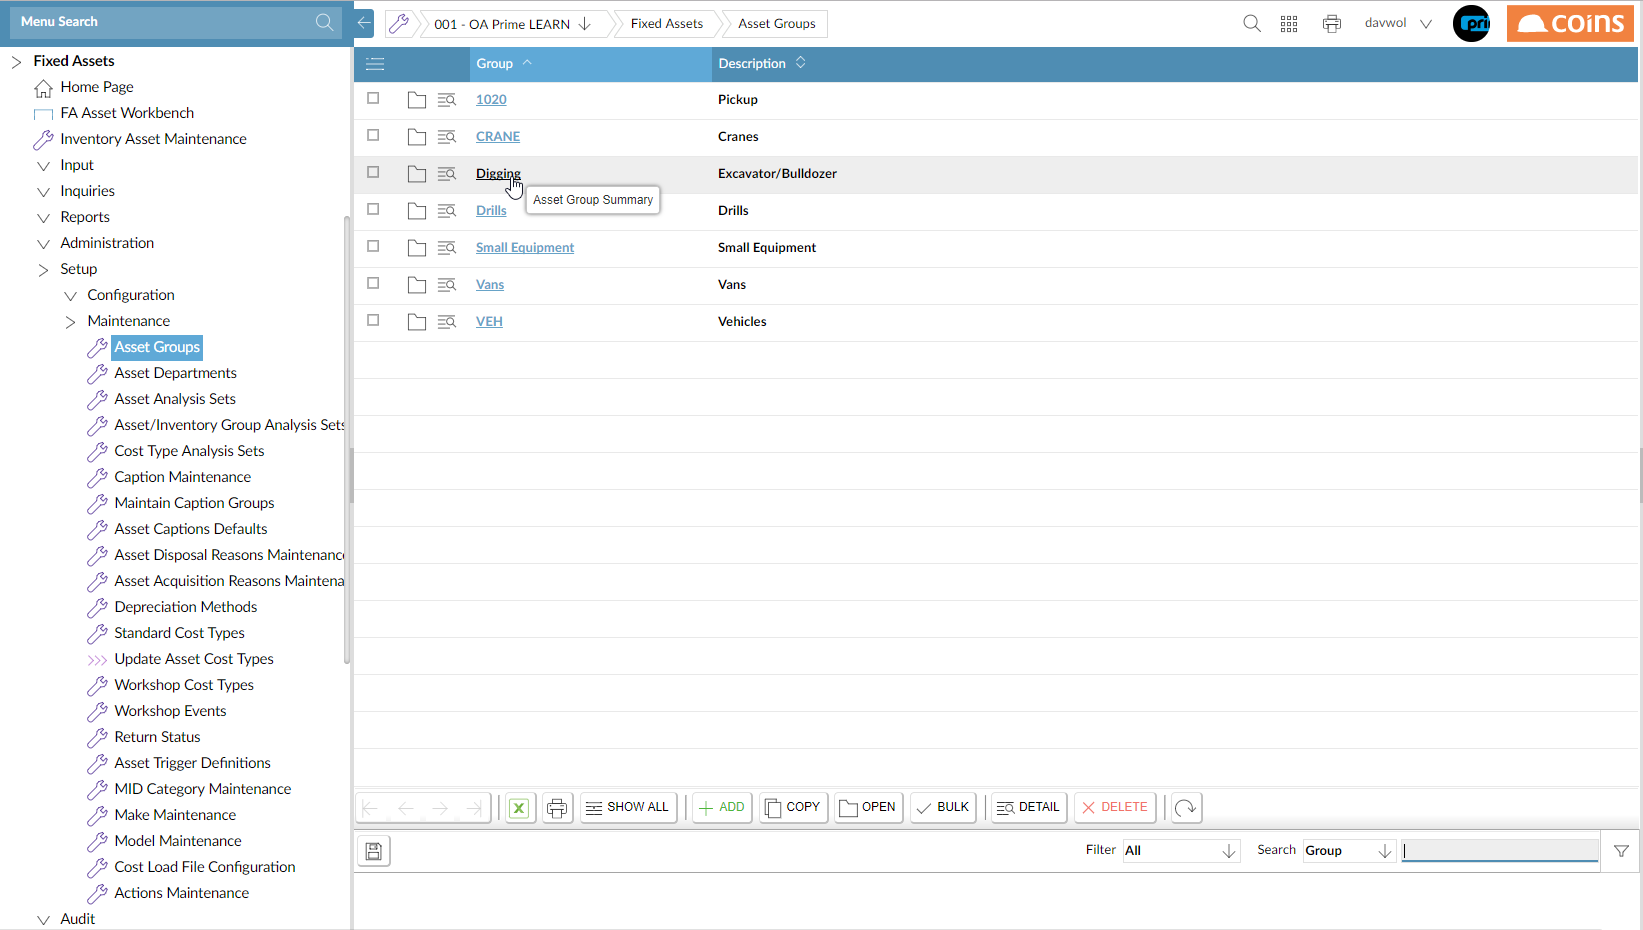 Menu Search
001 - OA Prime LEARN
Fixed Assets
Asset Groups
davwol
pri
coins
Fixed Assets
Home Page
FA Asset Workbench
Inventory Asset Maintenance
Input
Inquiries
Reports
Administration
Setup
Configuration
Maintenance
Asset Groups
Asset Departments
Asset Analysis Sets
Asset/Inventory Group Analysis Sets
Cost Type Analysis Sets
Caption Maintenance
Maintain Caption Groups
Asset Captions Defaults
Asset Disposal Reasons Maintenanc
Asset Acquisition Reasons Maintena
Depreciation Methods
Standard Cost Types
Update Asset Cost Types
Workshop Cost Types
Workshop Events
Return Status
Asset Trigger Definitions
MID Category Maintenance
Make Maintenance
Model Maintenance
Cost Load File Configuration
Actions Maintenance
Audit
Group Description
1020 Pickup
CRANE Cranes
Digging Excavator/Bulldozer
Asset Group Summary
Drills Drills
Small Equipment Small Equipment
Vans Vans
VEH Vehicles
SHOW ALL ADD COPY OPEN BULK DETAIL DELETE
Filter All Search Group